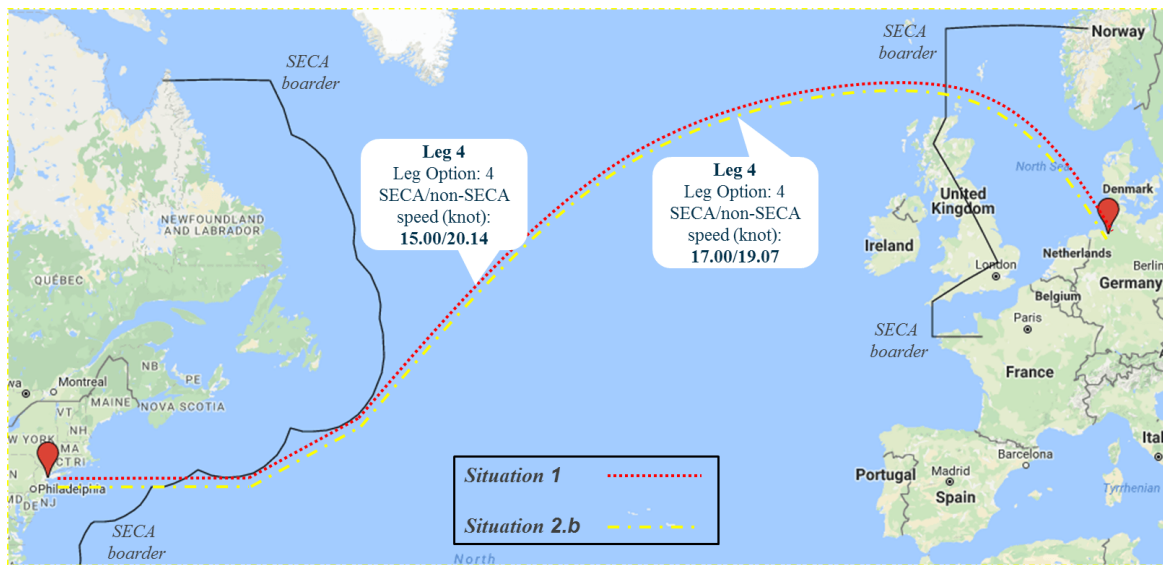 SECA
boarder
SECA
boarder
Norway
Leg 4
Leg Option: 4
SECA/non-SECA
speed (knot):
15.00/20.14
Leg 4
Leg Option: 4
SECA/non-SECA
speed (knot):
17.00/19.07
North Sea
Denmark
United
Kingdom
NEWFOUNDLAND
AND LABRADOR
Ireland
Netherlands
Berlin
London
Germany
QUÉBEC
Belgium
Paris
SECA
boarder
France
NB
PE
Montreal
MAINE
NOVA SCOTIA
VT
NH
NEW YORK
MA
CT
RI
Philadelphia
MD
DE
NJ
Situation 1
Situation 2.b
Portugal
Madrid
Spain
Barcelona
Ital
Tyrrhenian
SECA
boarder
North